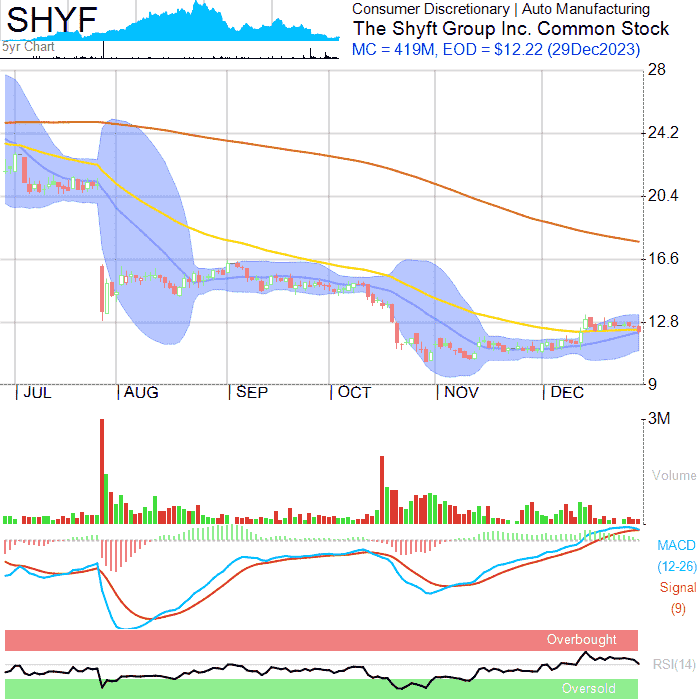 SHYF
5yr Chart
Consumer Discretionary | Auto Manufacturing
The Shyft Group Inc. Common Stock
MC = 419M, EOD = $12.22 (29Dec2023)
28
24.2
20.4
16.6
12.8
9
JUL AUG SEP OCT NOV DEC
3M
Volume
MACD
(12-26)
Signal
(9)
Overbought
RSI(14)
Oversold